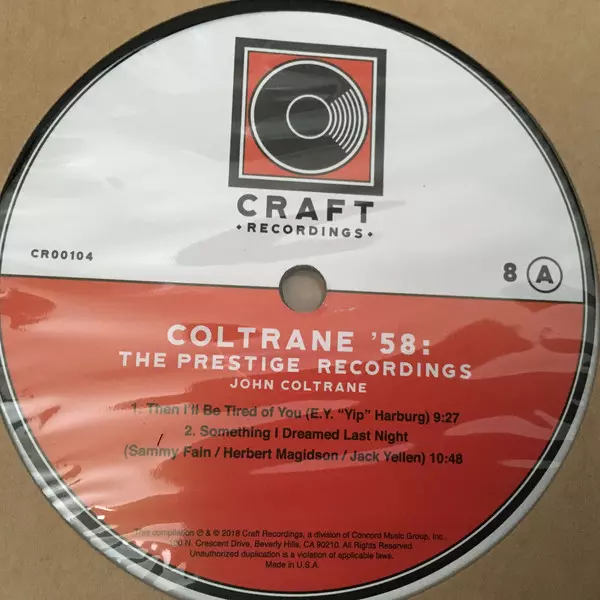 CRAFT
• RECORDINGS •
CR00104
8 A
COLTRANE '58:
THE PRESTIGE RECORDINGS
JOHN COLTRANE
1. Then I'll Be Tired of You (E.Y. “Yip” Harburg) 9:27
2. Something I Dreamed Last Night
(Sammy Fain / Herbert Magidson / Jack Yellen) 10:48
This compilation ℗ & © 2018 Craft Recordings, a division of Concord Music Group, Inc.,
100 N. Crescent Drive, Beverly Hills, CA 90210. All Rights Reserved.
Unauthorized duplication is a violation of applicable laws.
Made in U.S.A.